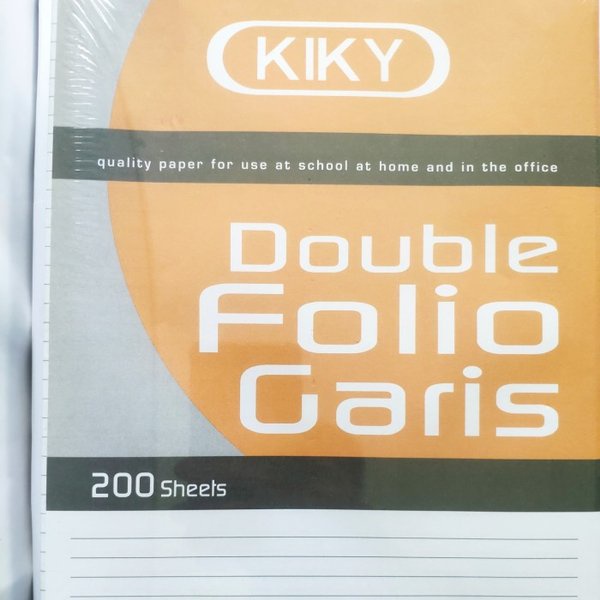 KIKY
quality paper for use at school at home and in the office
Double
Folio
Garis
200 Sheets